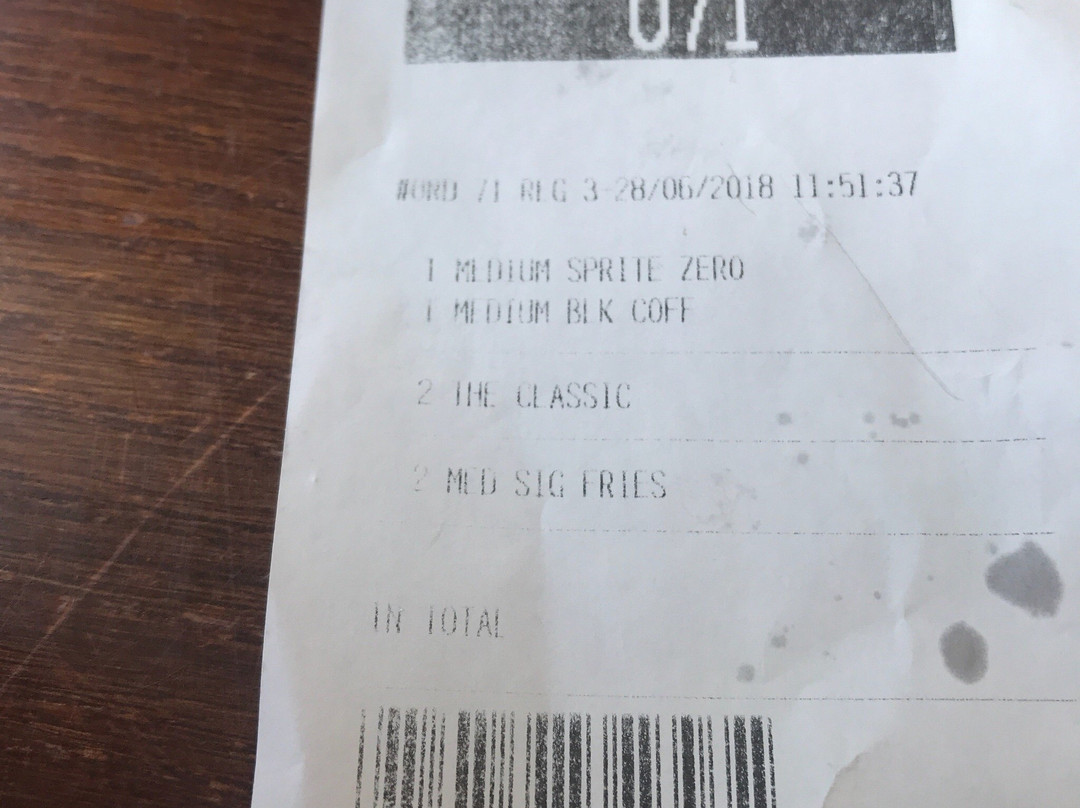 071
#ORD 71 REG 3-28/06/2018 11:51:37
1 MEDIUM SPRITE ZERO
1 MEDIUM BLK COFF
2 THE CLASSIC
2 MED SIG FRIES
IN TOTAL